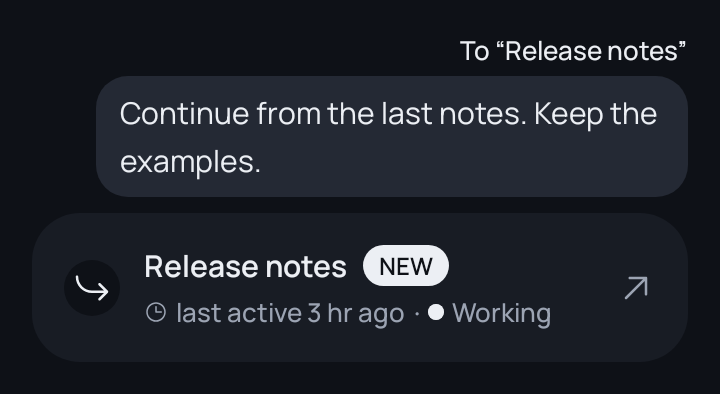 To “Release notes”
Continue from the last notes. Keep the
examples.
Release notes NEW
last active 3 hr ago · Working